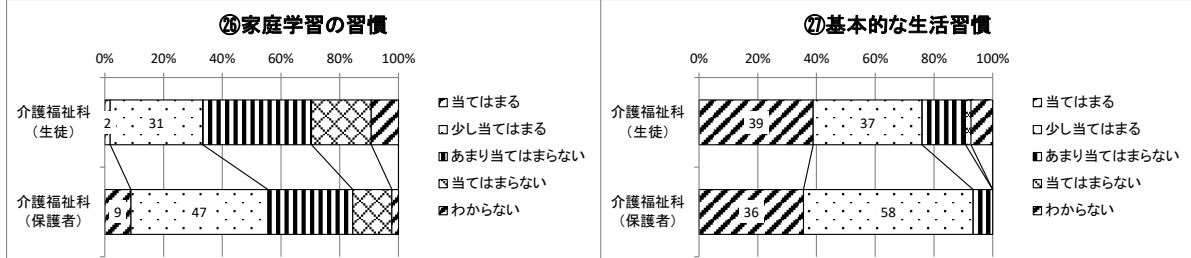 ㉖家庭学習の習慣
0% 20% 40% 60% 80% 100%
介護福祉科
（生徒）
2 31
介護福祉科
（保護者）
9 47
当てはまる
少し当てはまる
あまり当てはまらない
当てはまらない
わからない
㉗基本的な生活習慣
0% 20% 40% 60% 80% 100%
介護福祉科
（生徒）
39 37
介護福祉科
（保護者）
36 58
当てはまる
少し当てはまる
あまり当てはまらない
当てはまらない
わからない